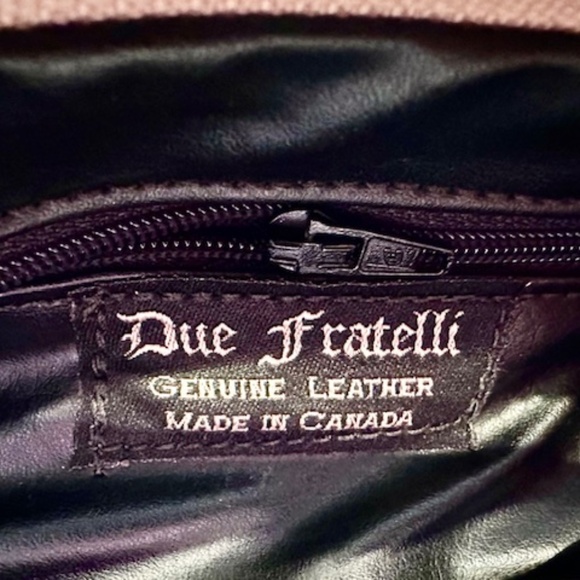 Due Fratelli
GENUINE LEATHER
MADE IN CANADA